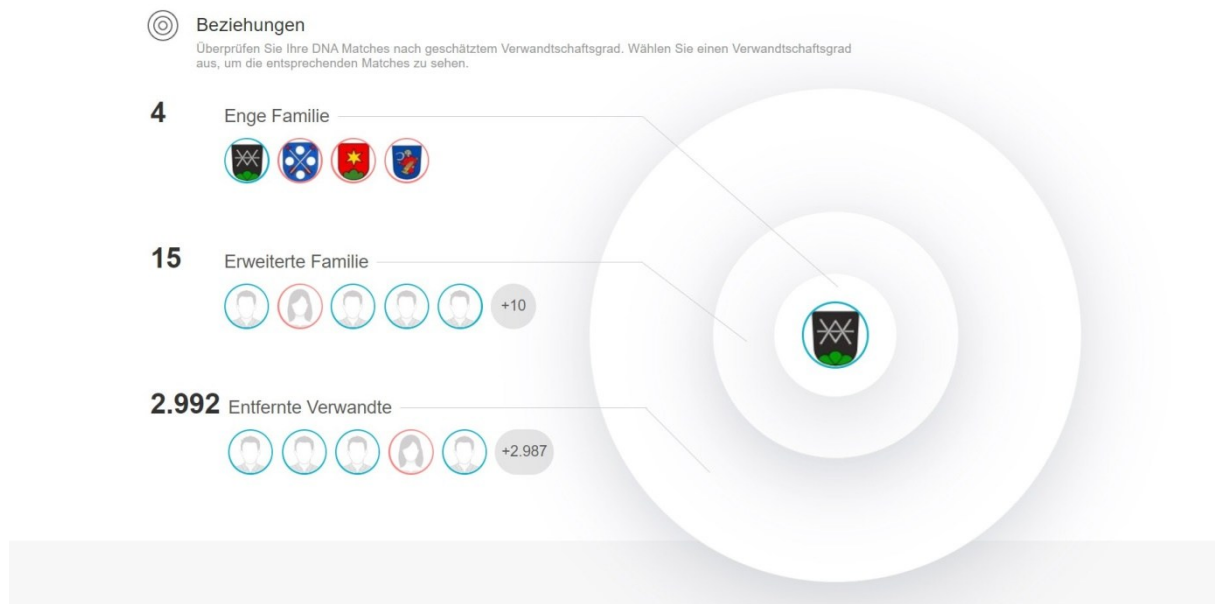 Beziehungen
Überprüfen Sie Ihre DNA Matches nach geschätztem Verwandtschaftsgrad. Wählen Sie einen Verwandtschaftsgrad
aus, um die entsprechenden Matches zu sehen.
4 Enge Familie
15 Erweiterte Familie
+10
2.992 Entfernte Verwandte
+2.987